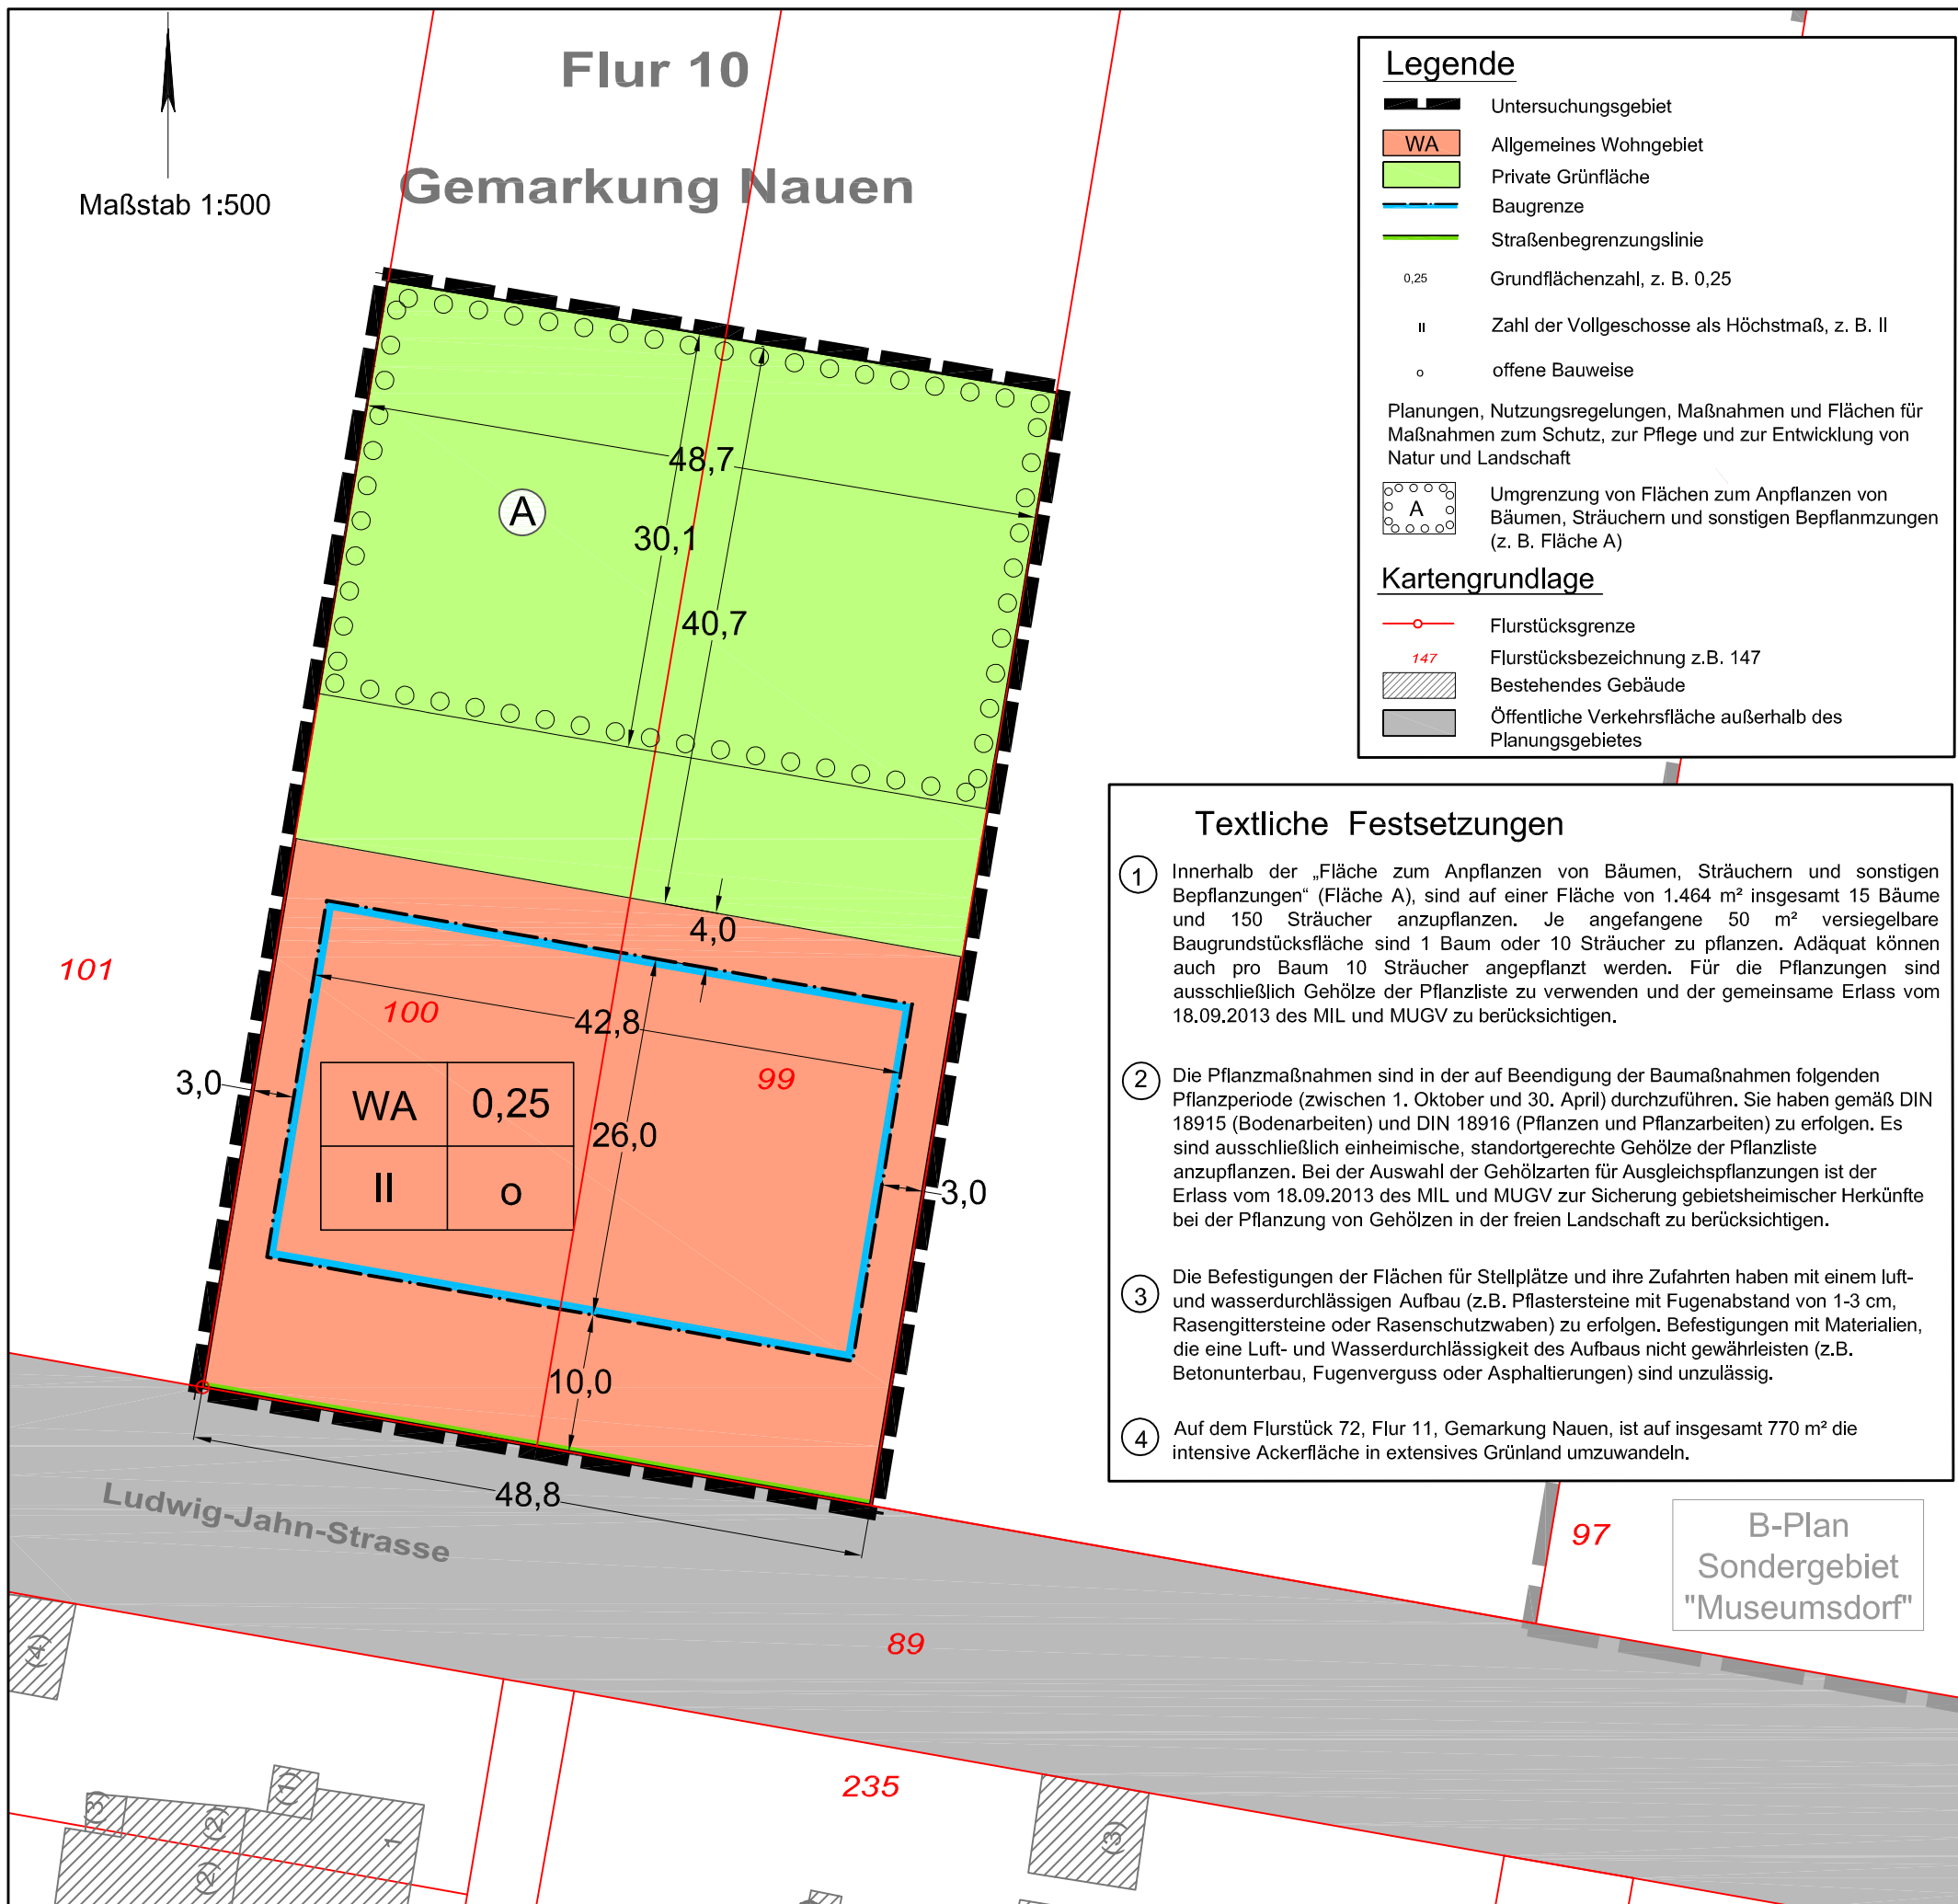 Flur 10
Gemarkung Nauen
Maßstab 1:500
48,7
A
30,1
40,7
4,0
101
100
42,8
99
3,0
WA 0,25
II o
26,0
3,0
10,0
48,8
Ludwig-Jahn-Strasse
89
97
235
(4)
(3)
(2)
(1)
(2)
1
(3)
Legende
Untersuchungsgebiet
WA Allgemeines Wohngebiet
Private Grünfläche
Baugrenze
Straßenbegrenzungslinie
0,25 Grundflächenzahl, z. B. 0,25
II Zahl der Vollgeschosse als Höchstmaß, z. B. II
o offene Bauweise
Planungen, Nutzungsregelungen, Maßnahmen und Flächen für
Maßnahmen zum Schutz, zur Pflege und zur Entwicklung von
Natur und Landschaft
Umgrenzung von Flächen zum Anpflanzen von
A Bäumen, Sträuchern und sonstigen Bepflanmzungen
(z. B. Fläche A)
Kartengrundlage
Flurstücksgrenze
147 Flurstücksbezeichnung z.B. 147
Bestehendes Gebäude
Öffentliche Verkehrsfläche außerhalb des
Planungsgebietes
Textliche Festsetzungen
1 Innerhalb der „Fläche zum Anpflanzen von Bäumen, Sträuchern und sonstigen
Bepflanzungen“ (Fläche A), sind auf einer Fläche von 1.464 m² insgesamt 15 Bäume
und 150 Sträucher anzupflanzen. Je angefangene 50 m² versiegelbare
Baugrundstücksfläche sind 1 Baum oder 10 Sträucher zu pflanzen. Adäquat können
auch pro Baum 10 Sträucher angepflanzt werden. Für die Pflanzungen sind
ausschließlich Gehölze der Pflanzliste zu verwenden und der gemeinsame Erlass vom
18.09.2013 des MIL und MUGV zu berücksichtigen.
2 Die Pflanzmaßnahmen sind in der auf Beendigung der Baumaßnahmen folgenden
Pflanzperiode (zwischen 1. Oktober und 30. April) durchzuführen. Sie haben gemäß DIN
18915 (Bodenarbeiten) und DIN 18916 (Pflanzen und Pflanzarbeiten) zu erfolgen. Es
sind ausschließlich einheimische, standortgerechte Gehölze der Pflanzliste
anzupflanzen. Bei der Auswahl der Gehölzarten für Ausgleichspflanzungen ist der
Erlass vom 18.09.2013 des MIL und MUGV zur Sicherung gebietsheimischer Herkünfte
bei der Pflanzung von Gehölzen in der freien Landschaft zu berücksichtigen.
3 Die Befestigungen der Flächen für Stellplätze und ihre Zufahrten haben mit einem luft-
und wasserdurchlässigen Aufbau (z.B. Pflastersteine mit Fugenabstand von 1-3 cm,
Rasengittersteine oder Rasenschutzwaben) zu erfolgen. Befestigungen mit Materialien,
die eine Luft- und Wasserdurchlässigkeit des Aufbaus nicht gewährleisten (z.B.
Betonunterbau, Fugenverguss oder Asphaltierungen) sind unzulässig.
4 Auf dem Flurstück 72, Flur 11, Gemarkung Nauen, ist auf insgesamt 770 m² die
intensive Ackerfläche in extensives Grünland umzuwandeln.
B-Plan
Sondergebiet
"Museumsdorf"